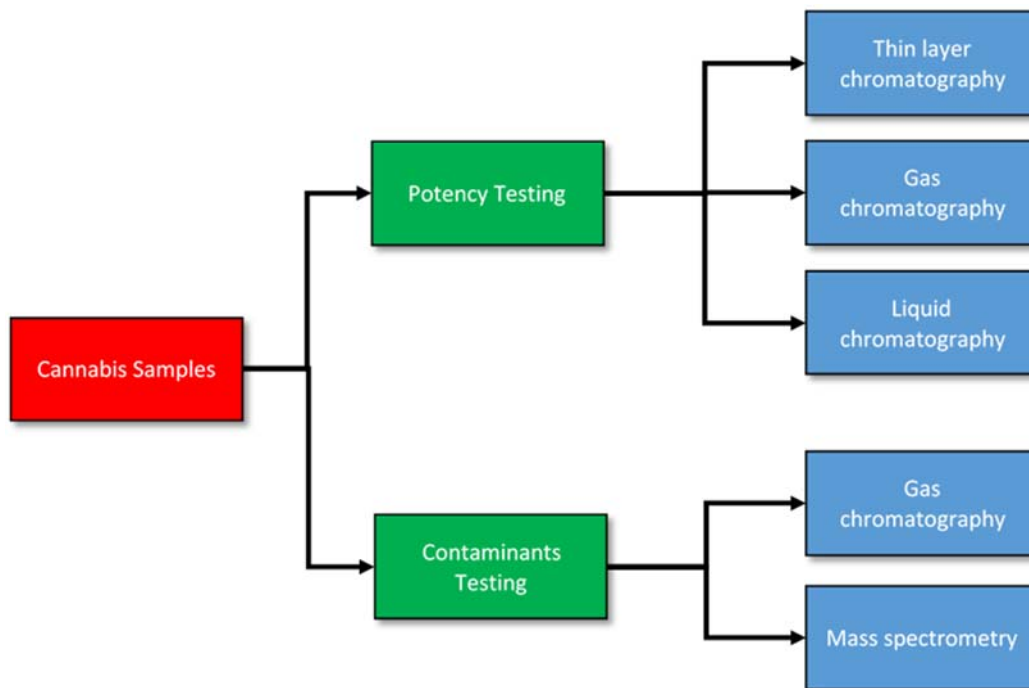 Cannabis Samples
Potency Testing
Thin layer
chromatography
Gas
chromatography
Liquid
chromatography
Contaminants
Testing
Gas
chromatography
Mass spectrometry